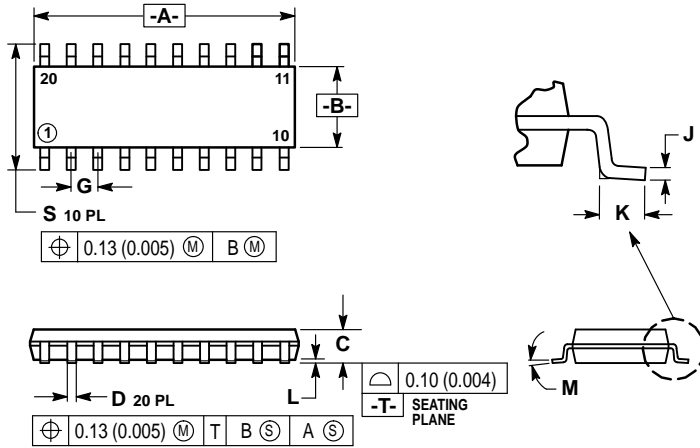 -A-
20
11
-B-
1
10
G
S 10 PL
⌖ 0.13 (0.005) Ⓜ B Ⓜ
J
K
C
L
D 20 PL
⌖ 0.13 (0.005) Ⓜ T B Ⓢ A Ⓢ
⌓ 0.10 (0.004)
-T- SEATING
PLANE
M